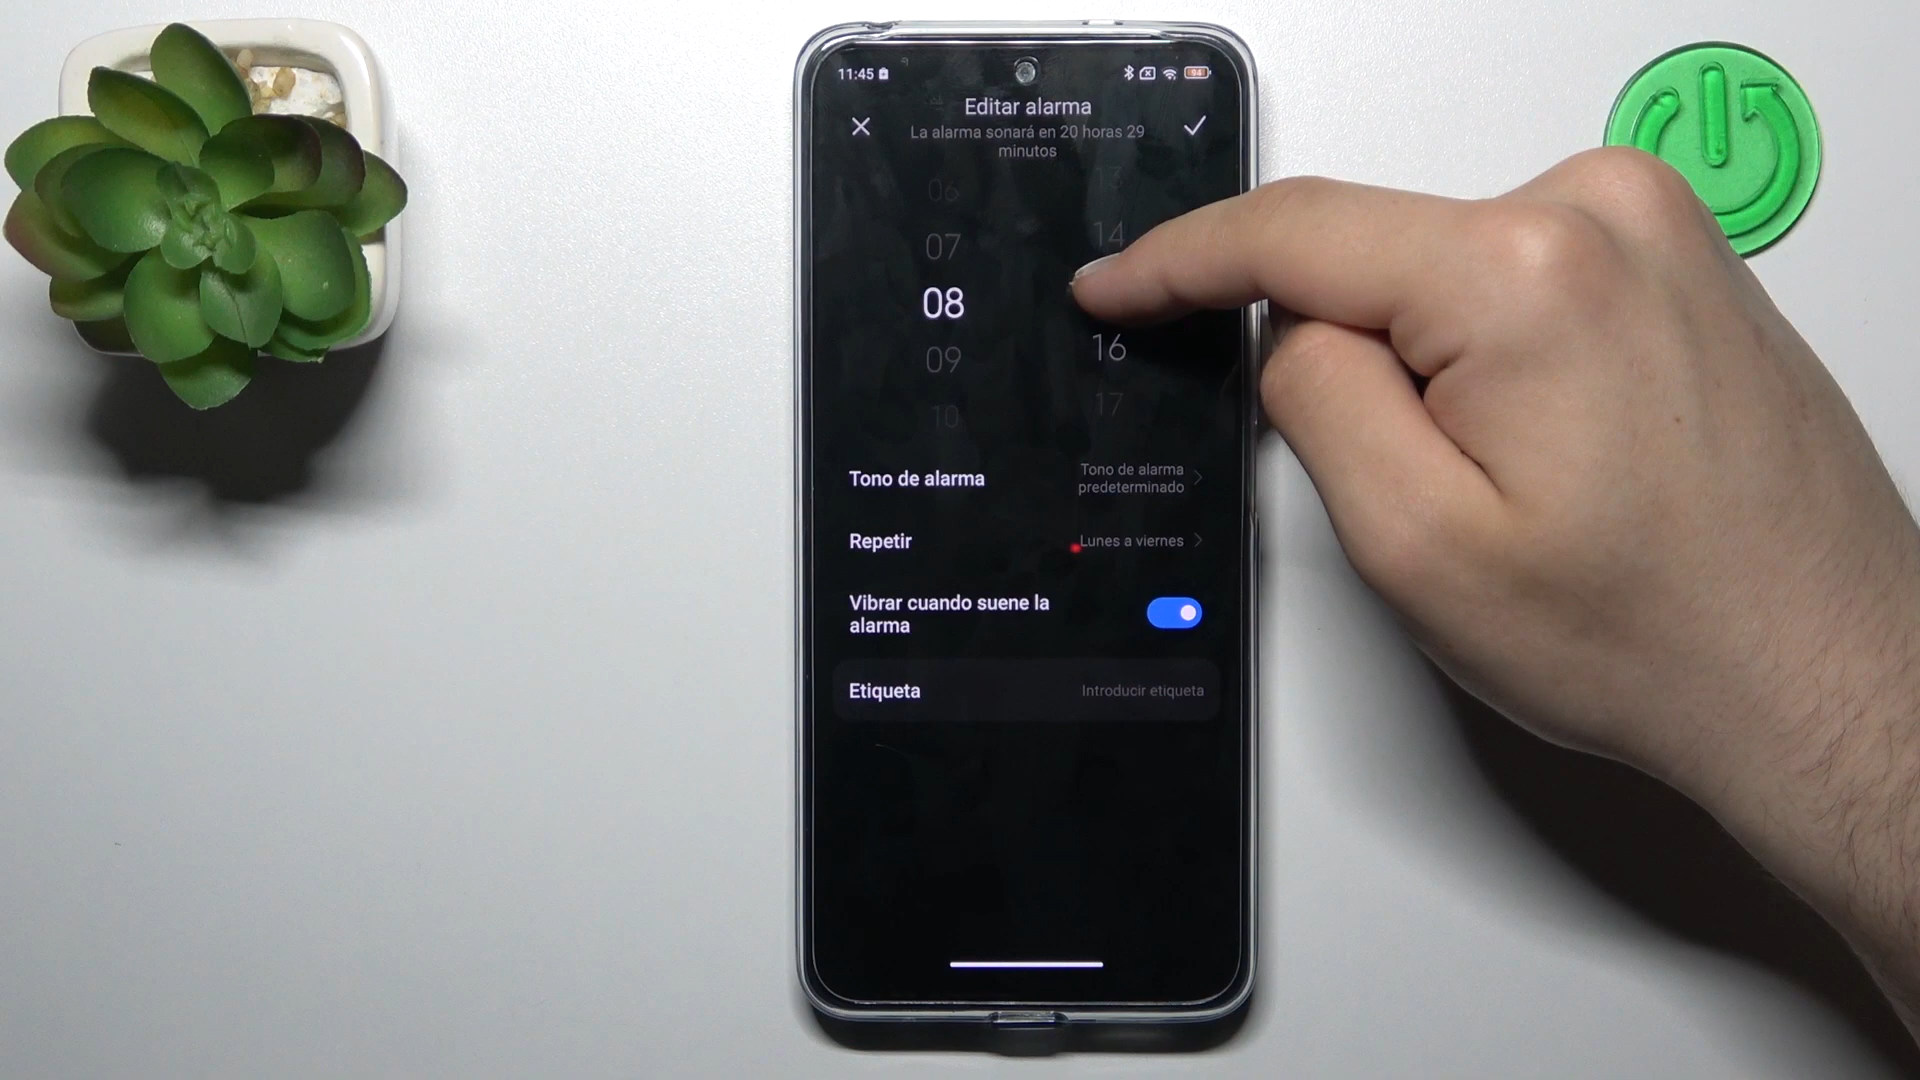 11:45
94
Editar alarma
La alarma sonará en 20 horas 29
minutos
06 13
07 14
08
09 16
10 17
Tono de alarma
Tono de alarma
predeterminado
Repetir
Lunes a viernes
Vibrar cuando suene la
alarma
Etiqueta
Introducir etiqueta